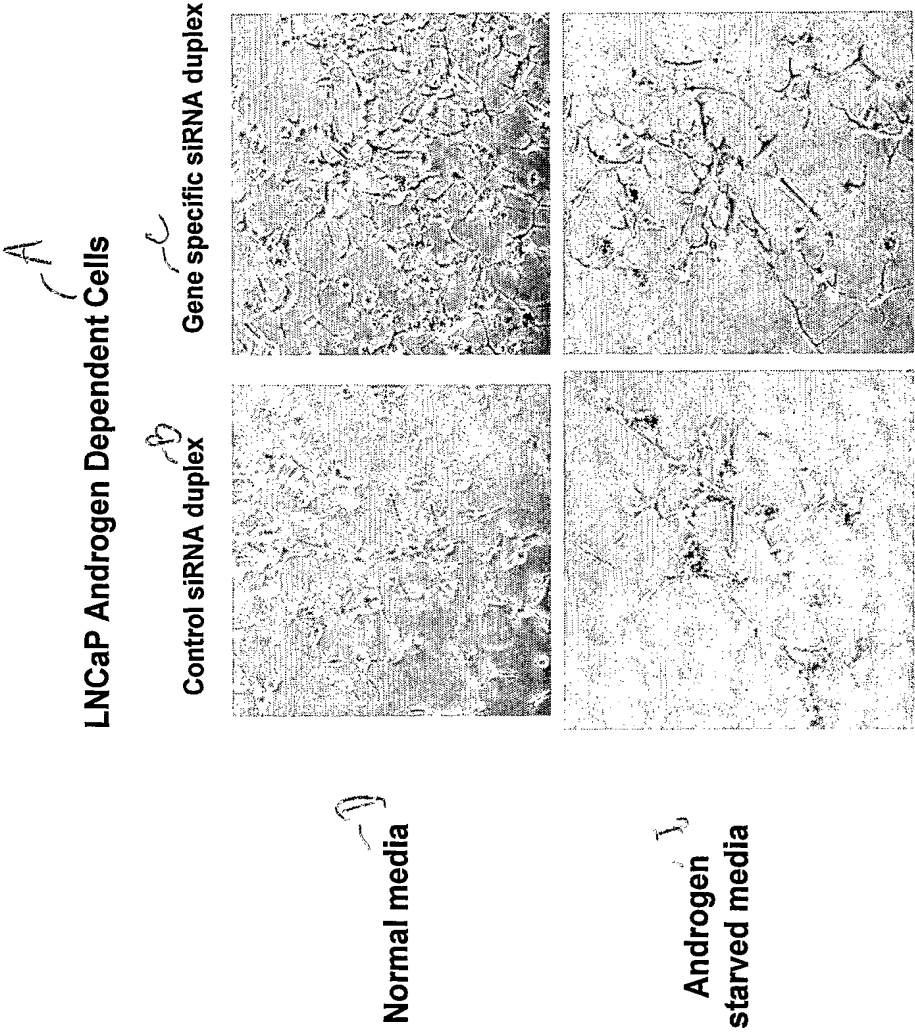 A
LNCaP Androgen Dependent Cells
B
Control siRNA duplex
C
Gene specific siRNA duplex
D
Normal media
Androgen
starved media